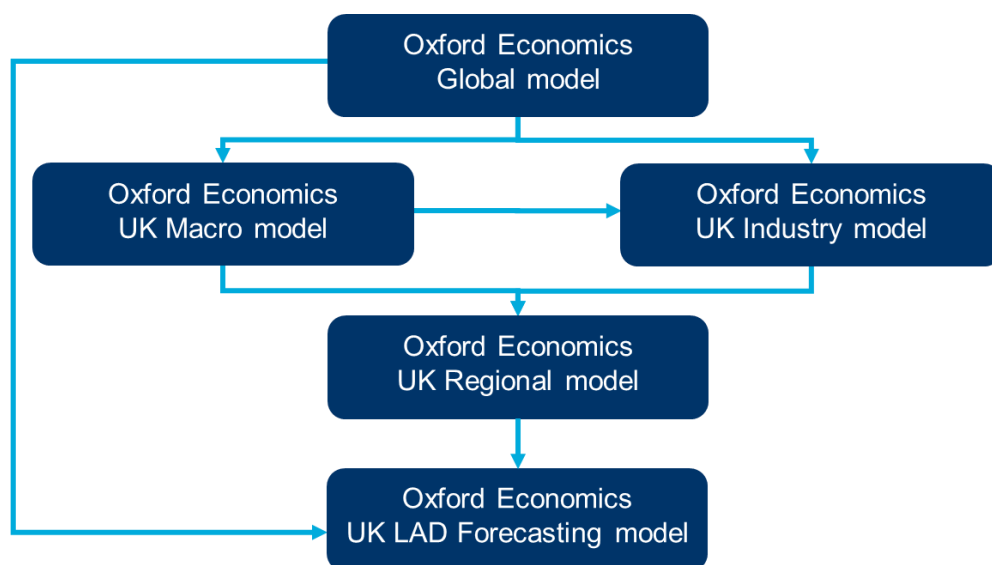 Oxford Economics
Global model
Oxford Economics
UK Macro model
Oxford Economics
UK Industry model
Oxford Economics
UK Regional model
Oxford Economics
UK LAD Forecasting model